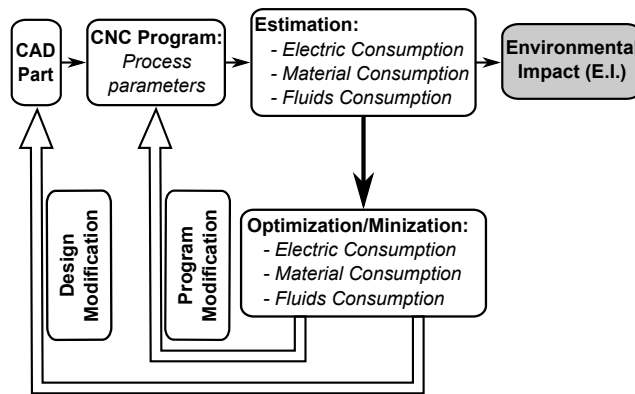 CAD
Part
CNC Program:
Process
parameters
Estimation:
- Electric Consumption
- Material Consumption
- Fluids Consumption
Environmental
Impact (E.I.)
Design
Modification
Program
Modification
Optimization/Minization:
- Electric Consumption
- Material Consumption
- Fluids Consumption